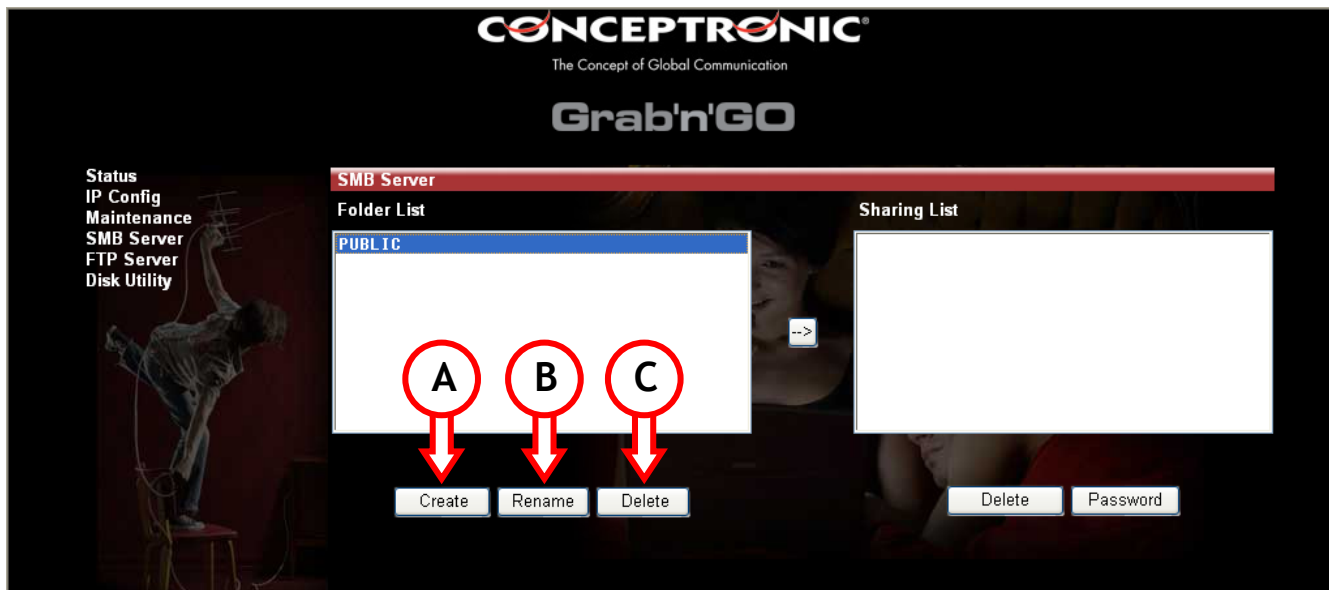 CONCEPTRONIC®
The Concept of Global Communication
Grab'n'GO
Status
IP Config
Maintenance
SMB Server
FTP Server
Disk Utility
SMB Server
Folder List
Sharing List
PUBLIC
-->
A B C
Create Rename Delete
Delete Password